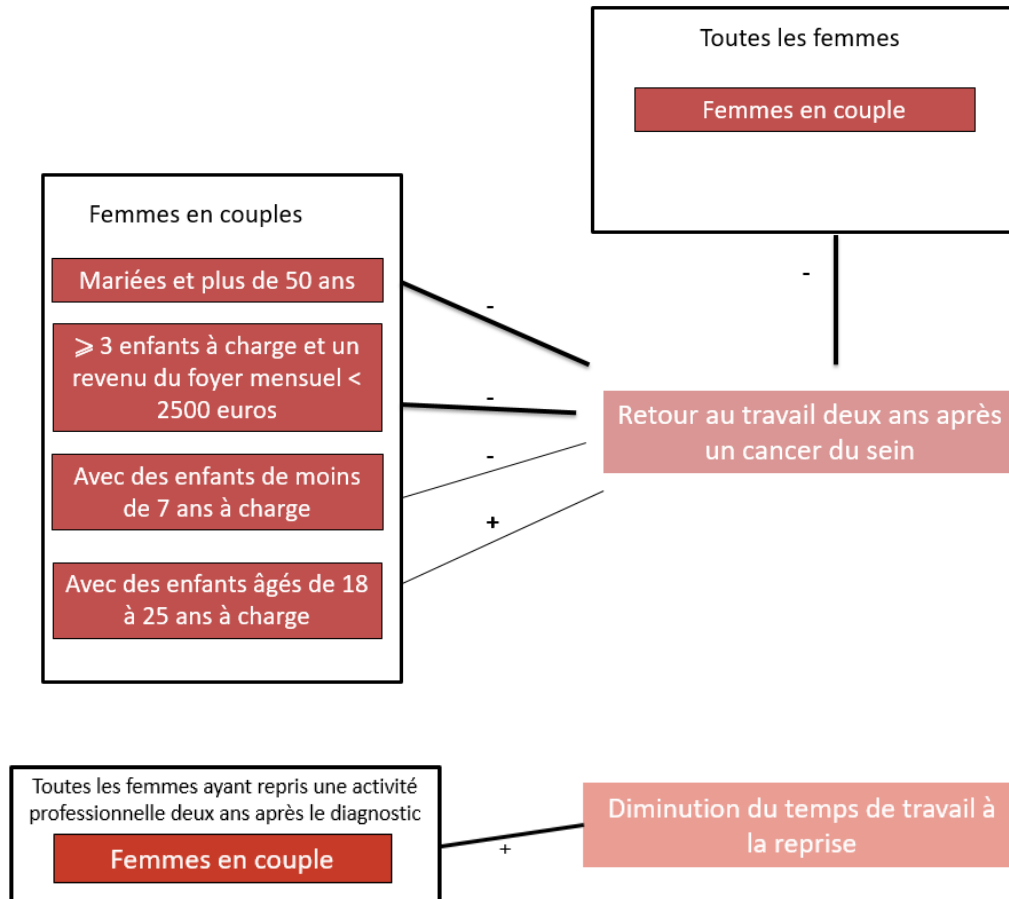 Toutes les femmes
Femmes en couple
-
Femmes en couples
Mariées et plus de 50 ans
-
⩾ 3 enfants à charge et un
revenu du foyer mensuel <
2500 euros
-
Avec des enfants de moins
de 7 ans à charge
-
Avec des enfants âgés de 18
à 25 ans à charge
+
Retour au travail deux ans après
un cancer du sein
Toutes les femmes ayant repris une activité
professionnelle deux ans après le diagnostic
Femmes en couple
+
Diminution du temps de travail à
la reprise